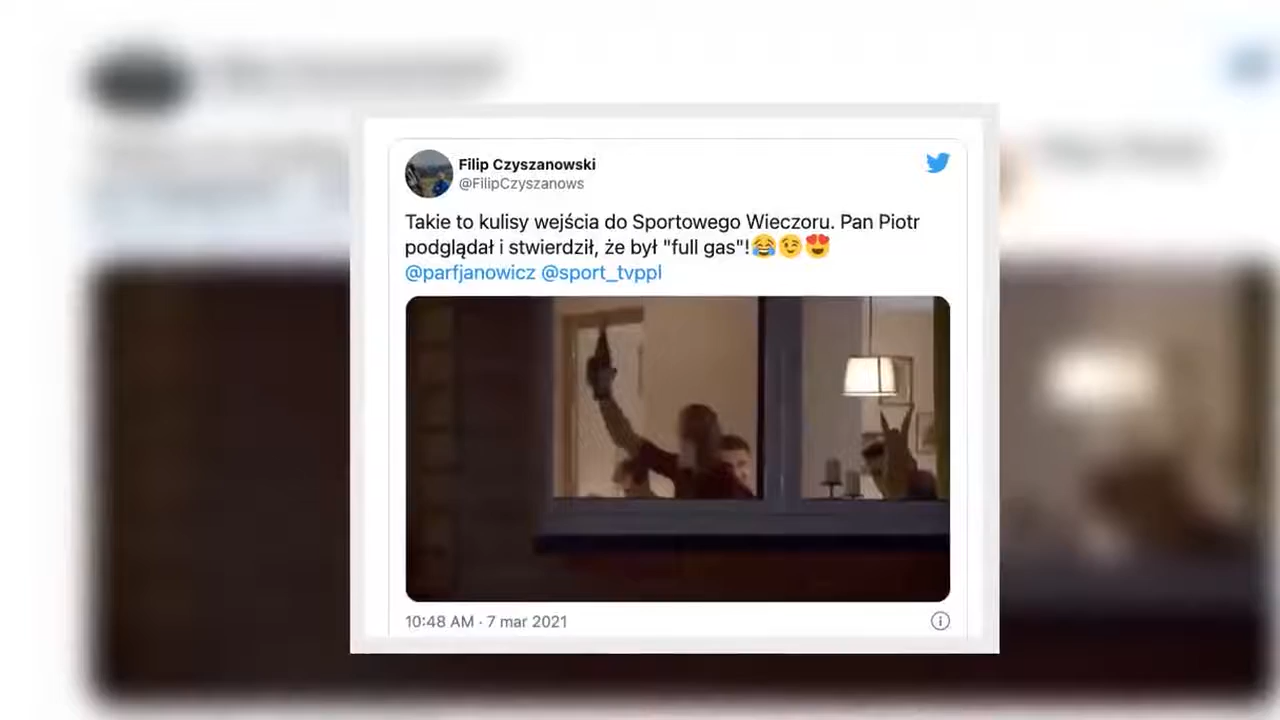 Filip Czyszanowski
@FilipCzyszanows
Takie to kulisy wejścia do Sportowego Wieczoru. Pan Piotr
podglądał i stwierdził, że był "full gas"!😂😉😍
@parfjanowicz @sport_tvppl
10:48 AM · 7 mar 2021